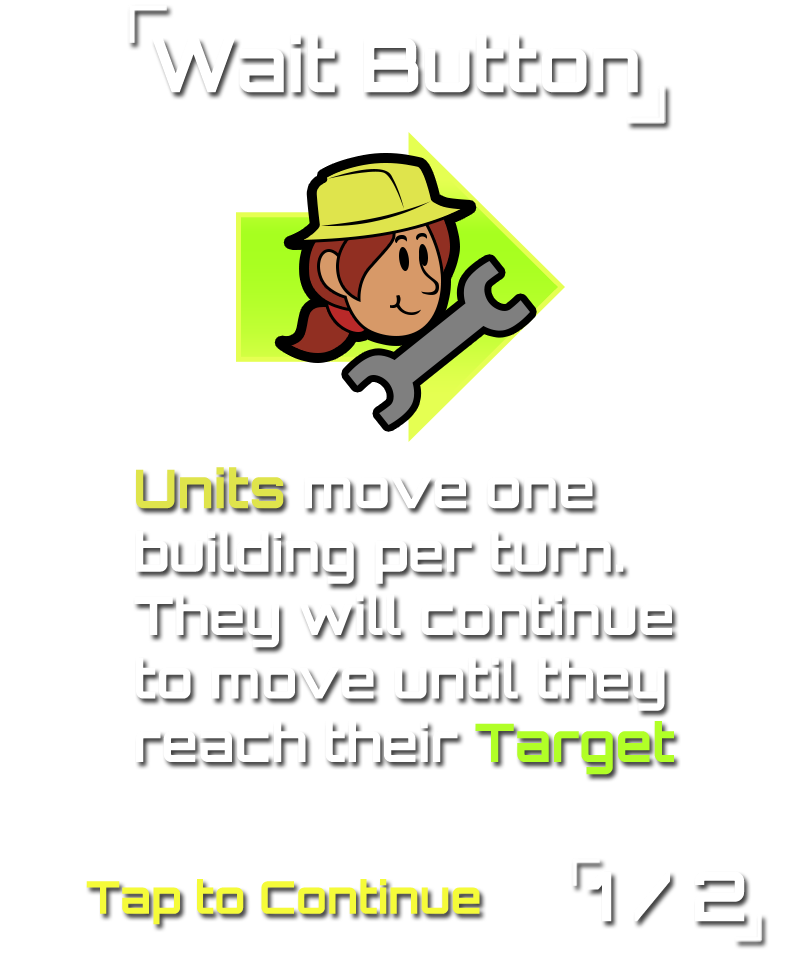 Wait Button
Units move one
building per turn.
They will continue
to move until they
reach their Target
Tap to Continue
1 / 2